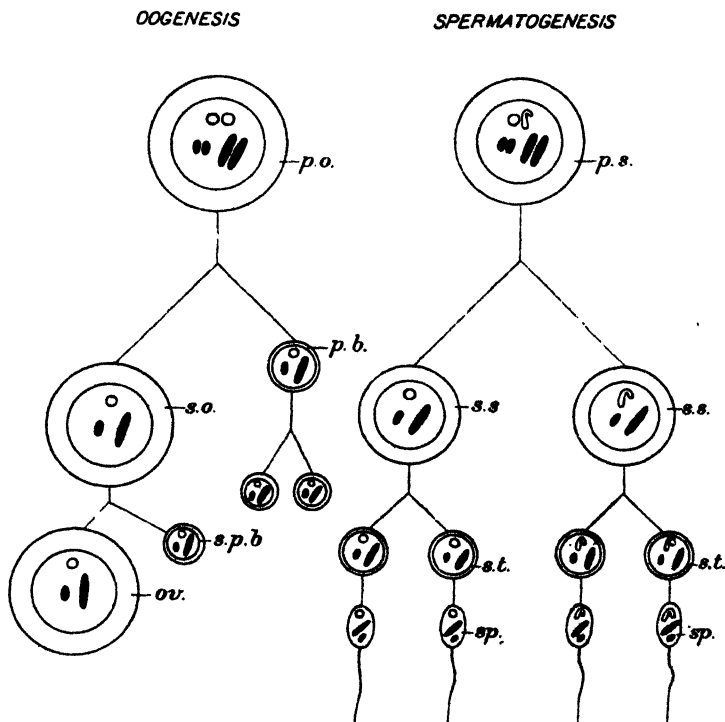 OOGENESIS
SPERMATOGENESIS
p.o.
p.s.
p.b.
s.o.
s.s
s.s.
s.p.b
s.t.
s.t.
ov.
sp.
sp.